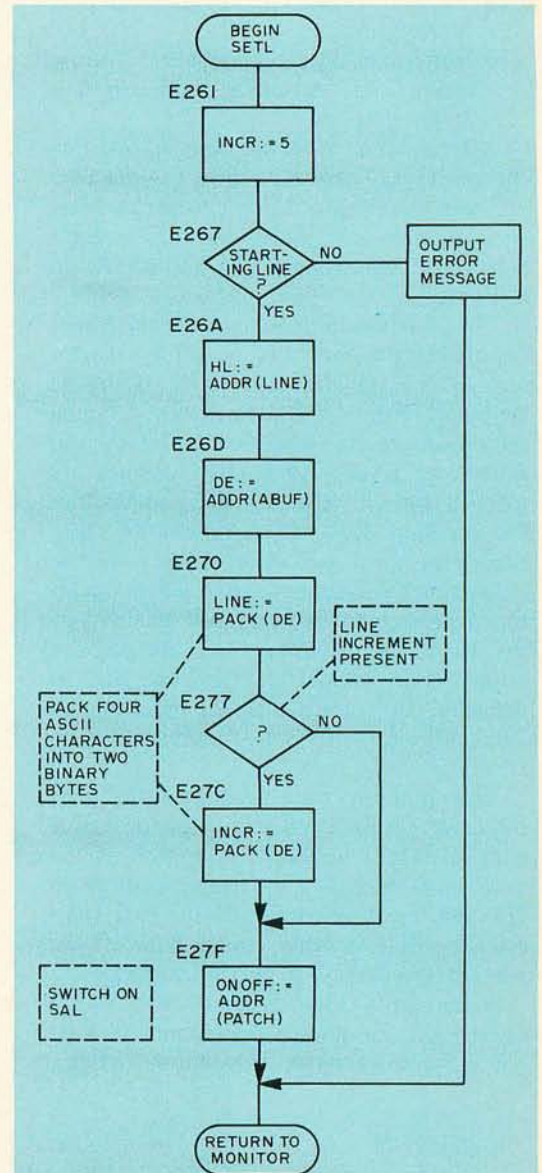 BEGIN
SETL
E261
INCR:=5
E267
START-
ING LINE
?
NO
OUTPUT
ERROR
MESSAGE
YES
E26A
HL:=
ADDR(LINE)
E26D
DE:=
ADDR(ABUF)
E270
LINE:=
PACK(DE)
LINE
INCREMENT
PRESENT
E277
?
NO
PACK FOUR
ASCII
CHARACTERS
INTO TWO
BINARY
BYTES
YES
E27C
INCR:=
PACK(DE)
E27F
ONOFF:=
ADDR
(PATCH)
SWITCH ON
SAL
RETURN TO
MONITOR